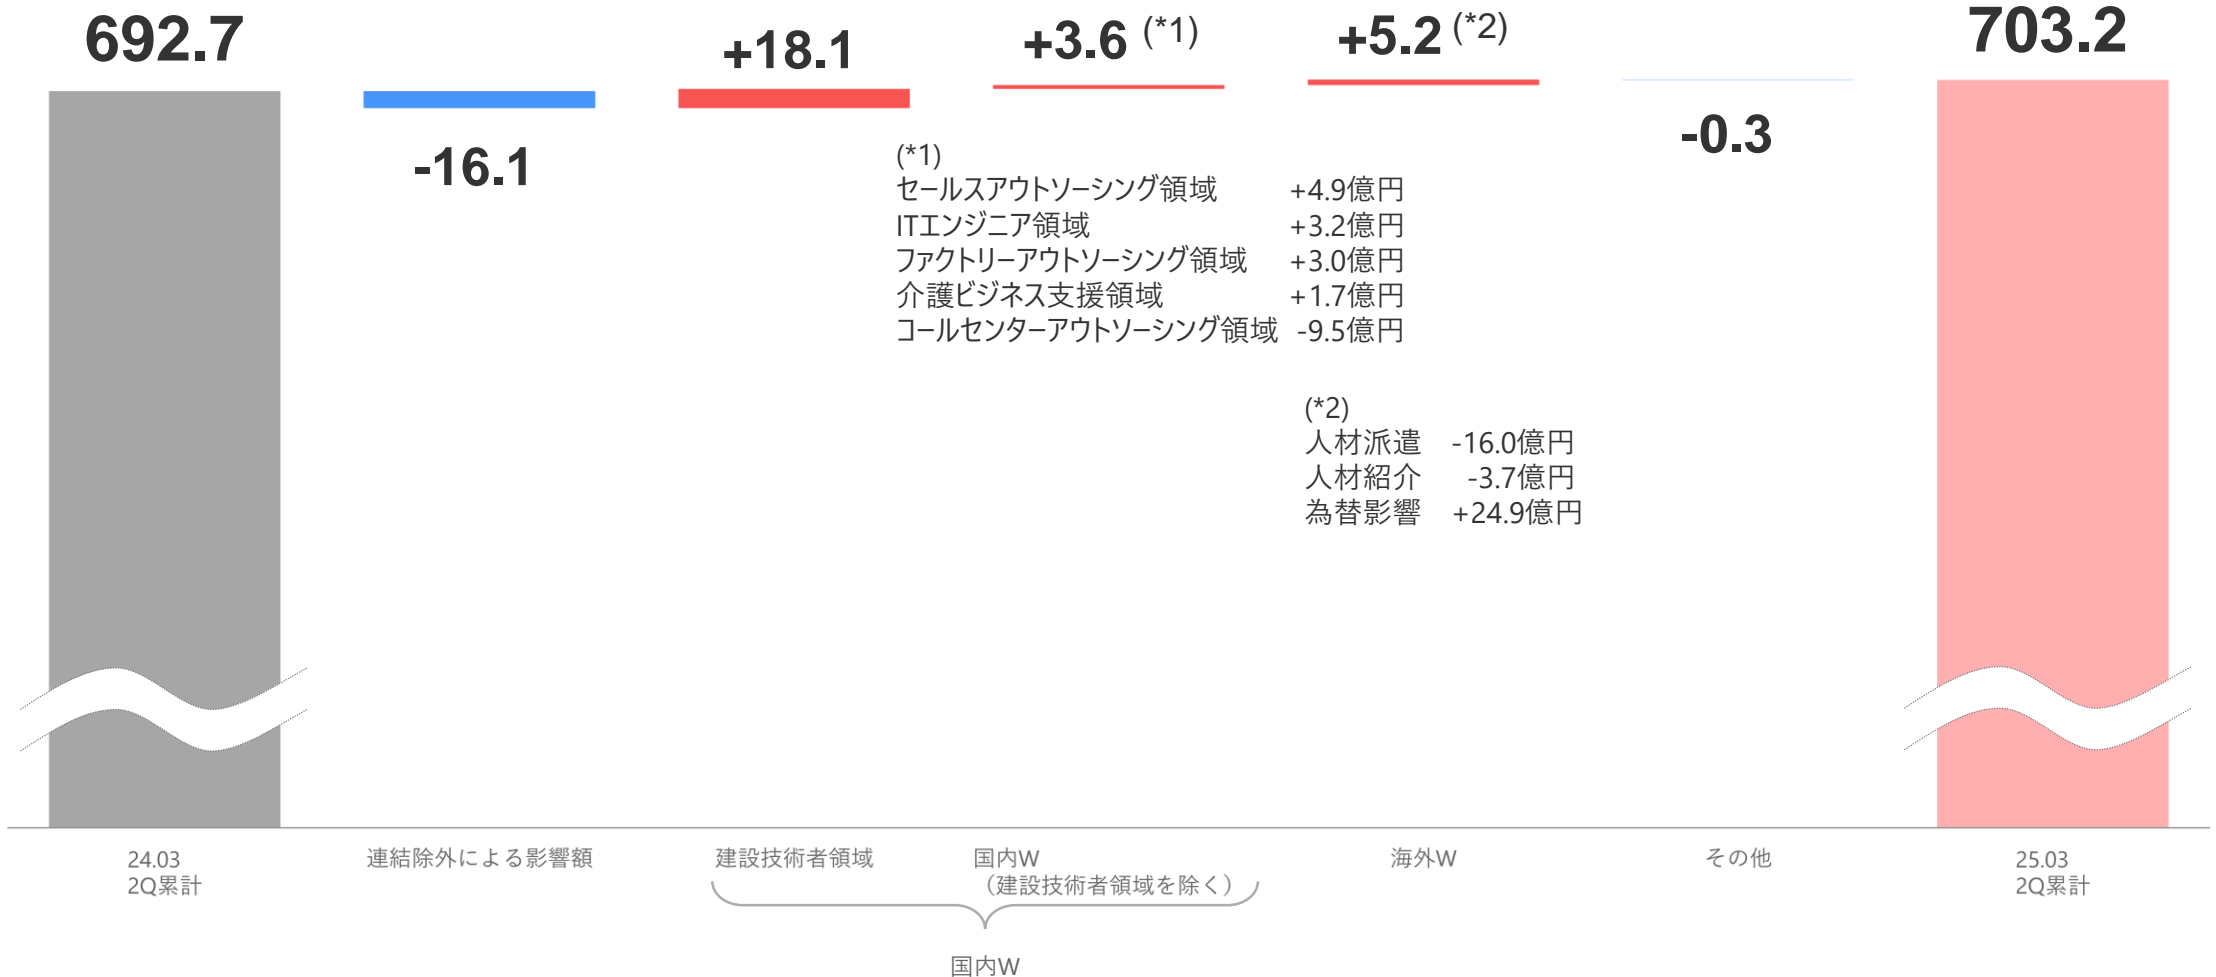 692.7
-16.1
+18.1
+3.6 (*1)
+5.2 (*2)
-0.3
703.2
(*1)
セールスアウトソーシング領域 +4.9億円
ITエンジニア領域 +3.2億円
ファクトリーアウトソーシング領域 +3.0億円
介護ビジネス支援領域 +1.7億円
コールセンターアウトソーシング領域 -9.5億円
(*2)
人材派遣 -16.0億円
人材紹介 -3.7億円
為替影響 +24.9億円
24.03
2Q累計
連結除外による影響額
建設技術者領域
国内W
（建設技術者領域を除く）
海外W
その他
25.03
2Q累計
国内W